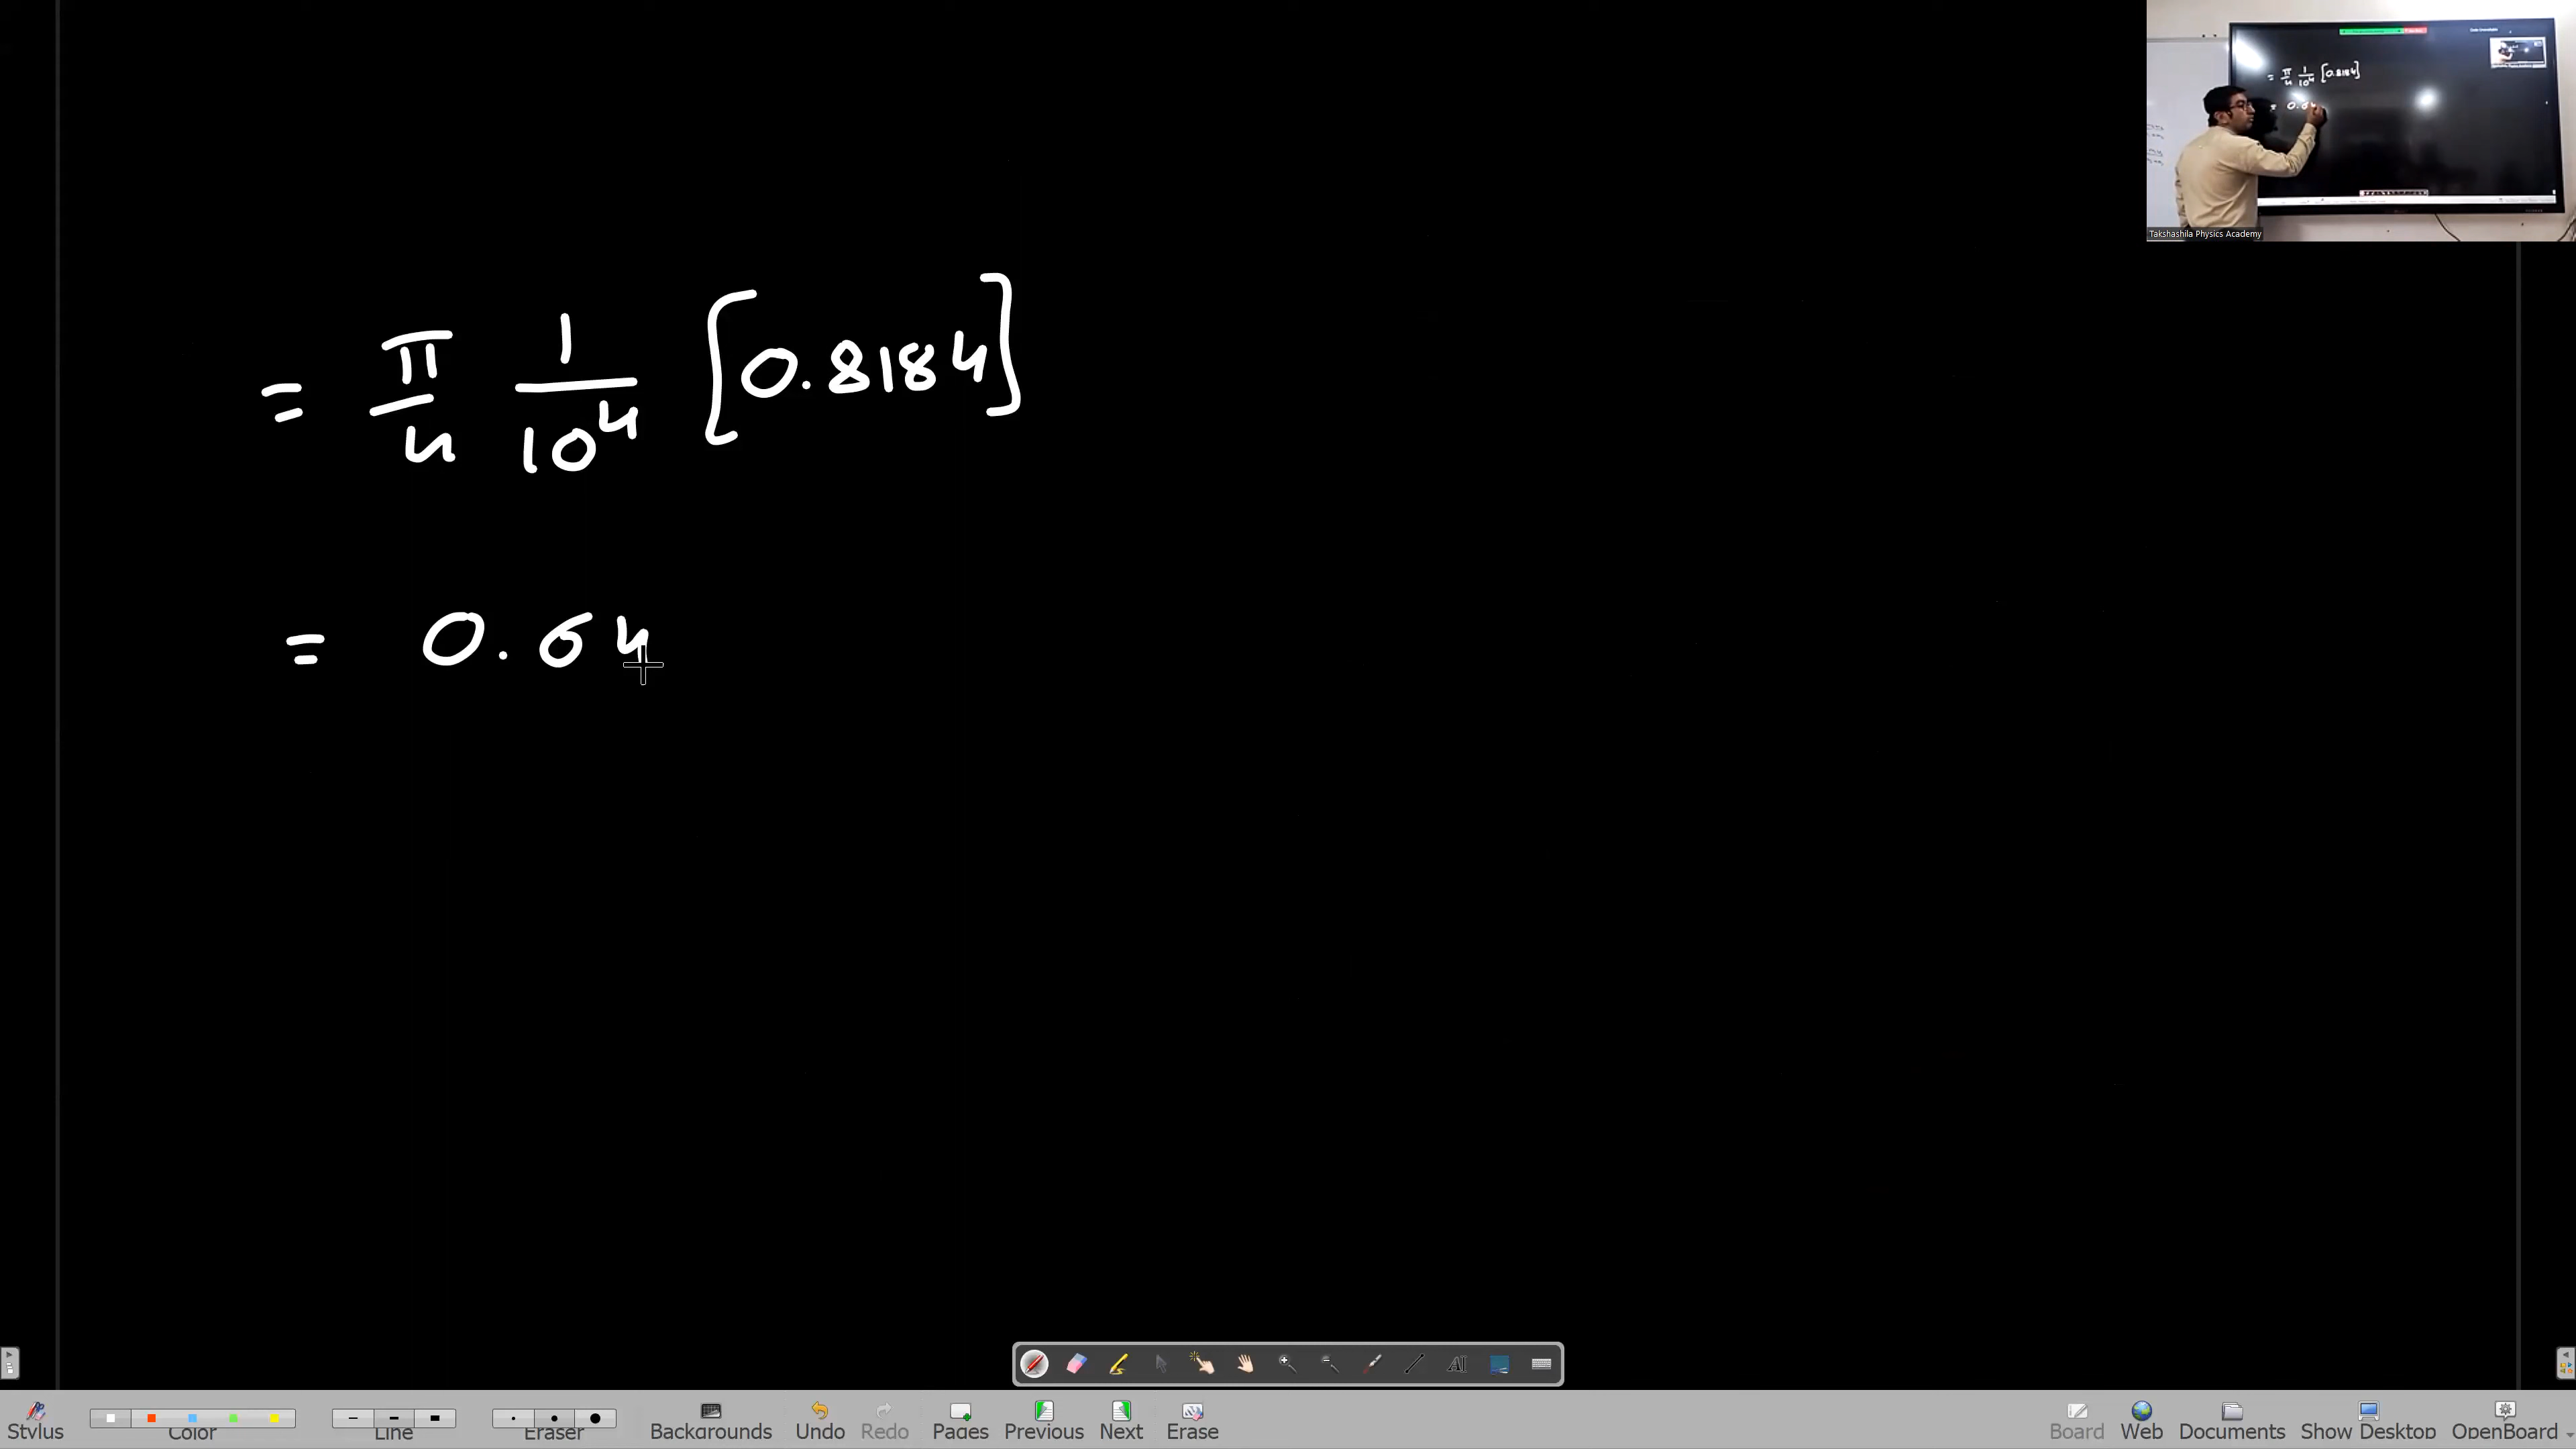 = π/4 1/10⁴ [0.8184]
= 0.64
Takshashila Physics Academy
Stylus Color Line Eraser Backgrounds Undo Redo Pages Previous Next Erase Board Web Documents Show Desktop OpenBoard